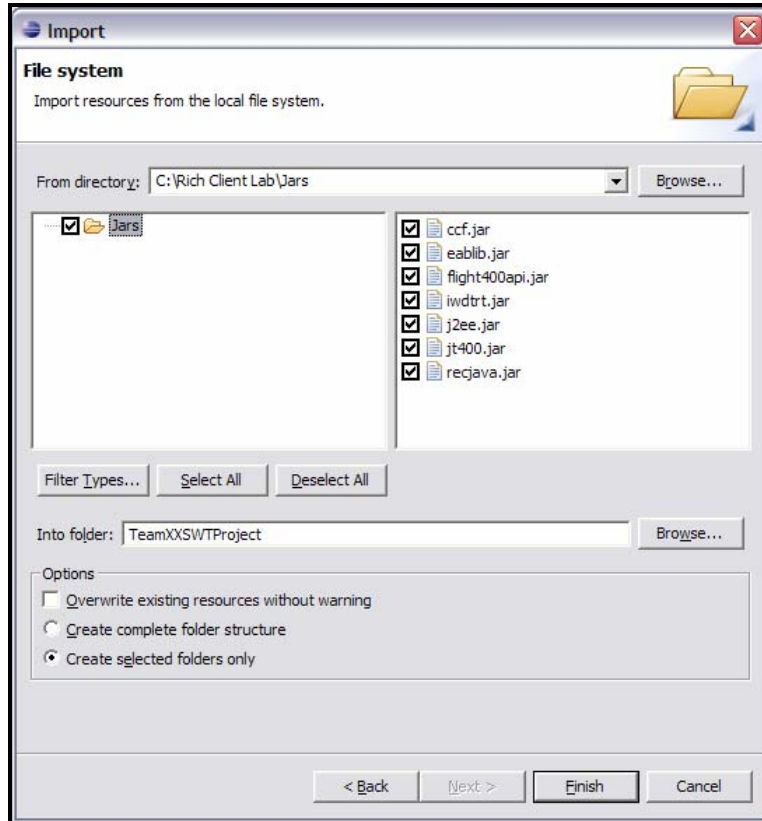 Import
File system
Import resources from the local file system.
From directory: C:\Rich Client Lab\Jars Browse...
Jars
ccf.jar
eablib.jar
flight400api.jar
iwdtrt.jar
j2ee.jar
jt400.jar
recjava.jar
Filter Types... Select All Deselect All
Into folder: TeamXXSWTProject Browse...
Options
Overwrite existing resources without warning
Create complete folder structure
Create selected folders only
< Back Next > Finish Cancel